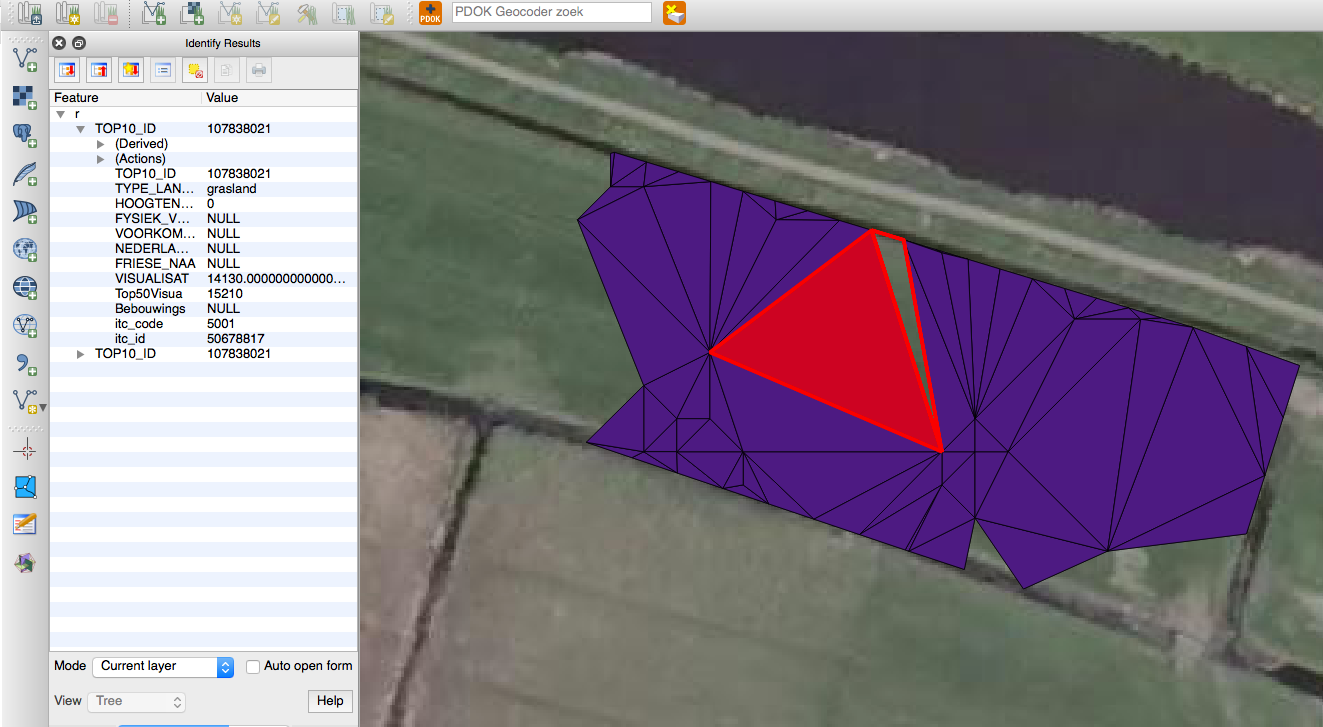 PDOK
PDOK Geocoder zoek
Identify Results
Feature Value
r
TOP10_ID 107838021
(Derived)
(Actions)
TOP10_ID 107838021
TYPE_LAN... grasland
HOOGTEN... 0
FYSIEK_V... NULL
VOORKOM... NULL
NEDERLA... NULL
FRIESE_NAA NULL
VISUALISAT 14130.000000000000...
Top50Visua 15210
Bebouwings NULL
itc_code 5001
itc_id 50678817
TOP10_ID 107838021
Mode Current layer Auto open form
View Tree Help